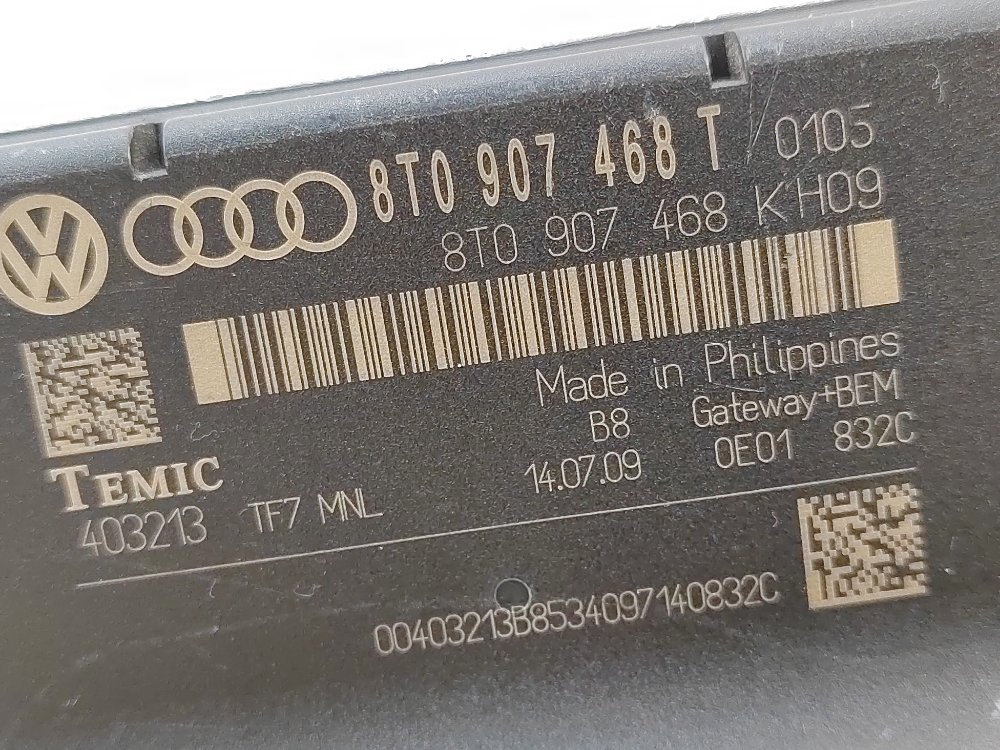 8T0 907 468 T 0105
8T0 907 468 K H09
Made in Philippines
B8 Gateway+BEM
14.07.09 0E01 832C
TEMIC
403213 TF7 MNL
00403213B8534097140832C